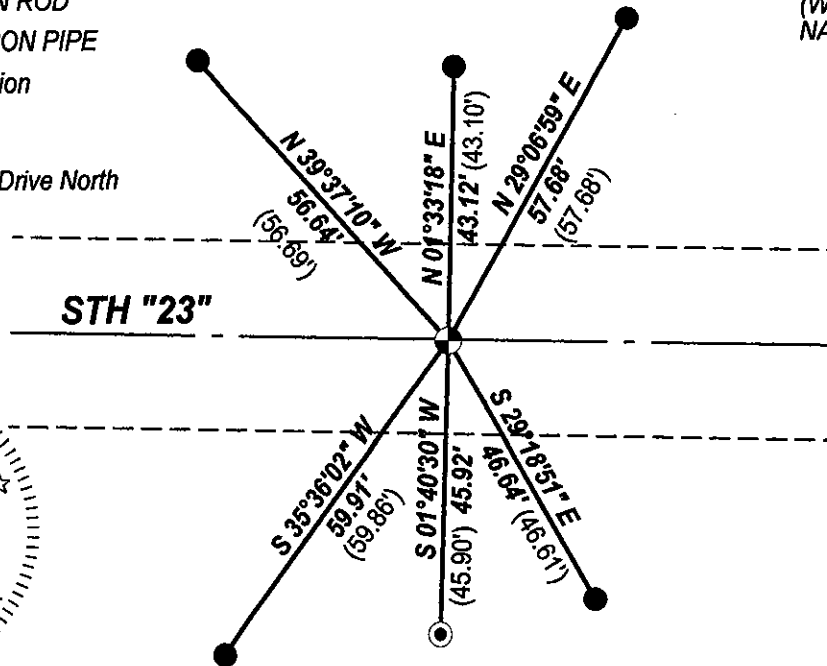 ROD
PIPE
Drive North
(W
NA
N 39°37'10" W
56.64'
(56.69')
N 01°33'18" E
43.12' (43.10')
N 29°06'59" E
57.68'
(57.68')
STH "23"
S 35°36'02" W
59.91'
(59.86')
S 01°40'30" W 45.92'
(45.90')
S 29°18'51" E
46.64' (46.61')